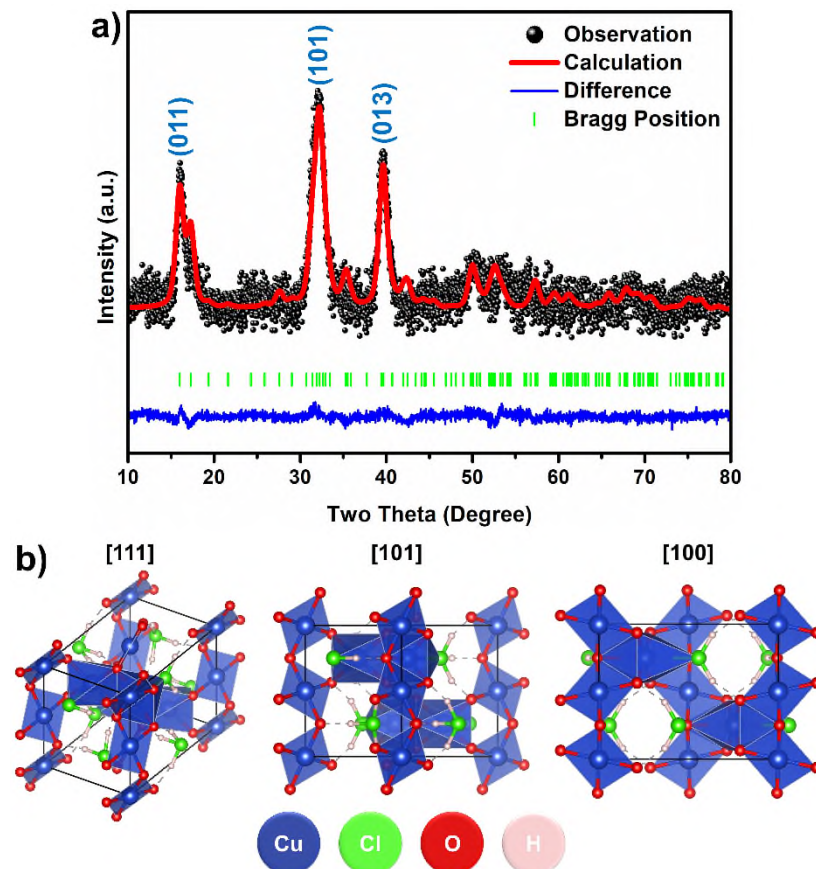 a)
Observation
Calculation
Difference
Bragg Position
(011)
(101)
(013)
Intensity (a.u.)
10 20 30 40 50 60 70 80
Two Theta (Degree)
b)
[111] [101] [100]
Cu Cl O H